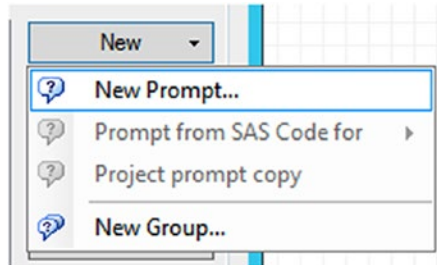 New
New Prompt...
Prompt from SAS Code for
Project prompt copy
New Group...